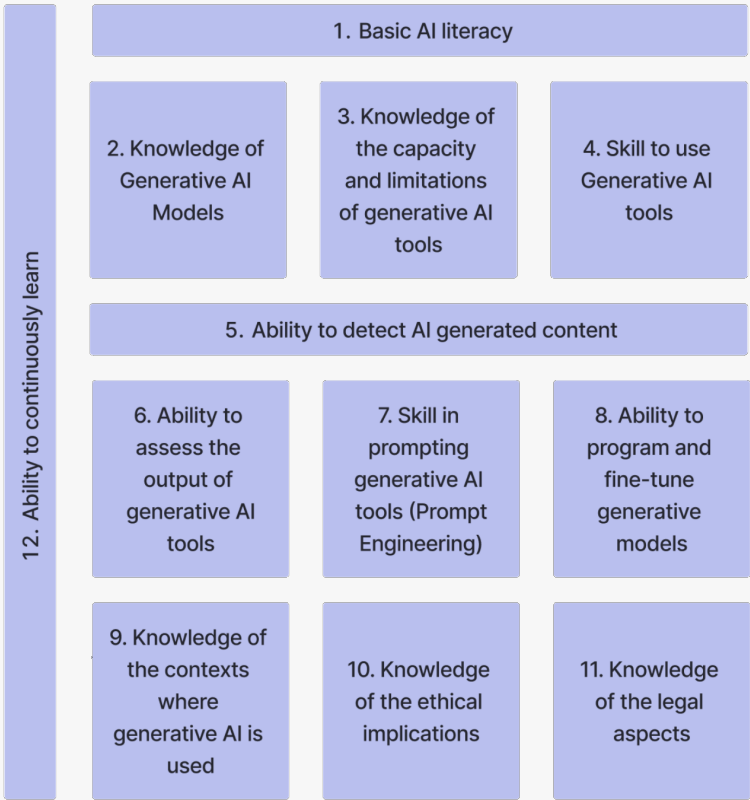 1. Basic AI literacy
2. Knowledge of
Generative AI
Models
3. Knowledge of
the capacity
and limitations
of generative AI
tools
4. Skill to use
Generative AI
tools
5. Ability to detect AI generated content
6. Ability to
assess the
output of
generative AI
tools
7. Skill in
prompting
generative AI
tools (Prompt
Engineering)
8. Ability to
program and
fine-tune
generative
models
9. Knowledge of
the contexts
where
generative AI is
used
10. Knowledge
of the ethical
implications
11. Knowledge
of the legal
aspects
12. Ability to continuously learn